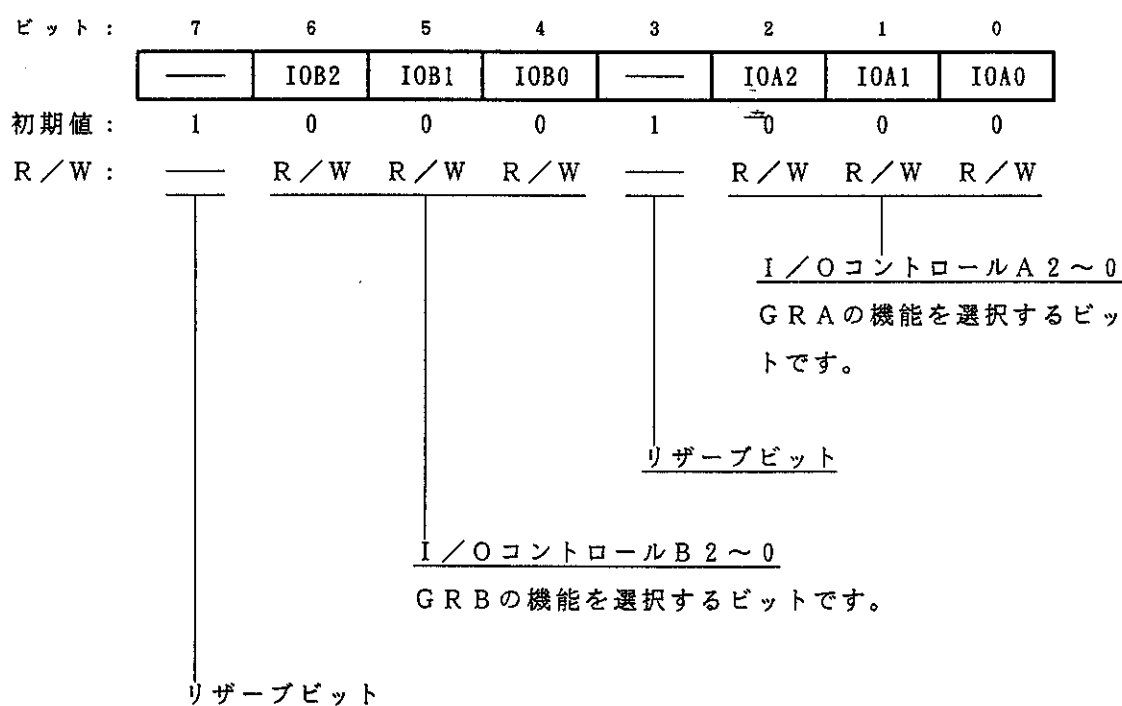 ビット： 7 6 5 4 3 2 1 0
― IOB2 IOB1 IOB0 ― IOA2 IOA1 IOA0
初期値： 1 0 0 0 1 0 0 0
R／W： ― R／W R／W R／W ― R／W R／W R／W
I／OコントロールA2～0
GRAの機能を選択するビッ
トです。
リザーブビット
I／OコントロールB2～0
GRBの機能を選択するビットです。
リザーブビット